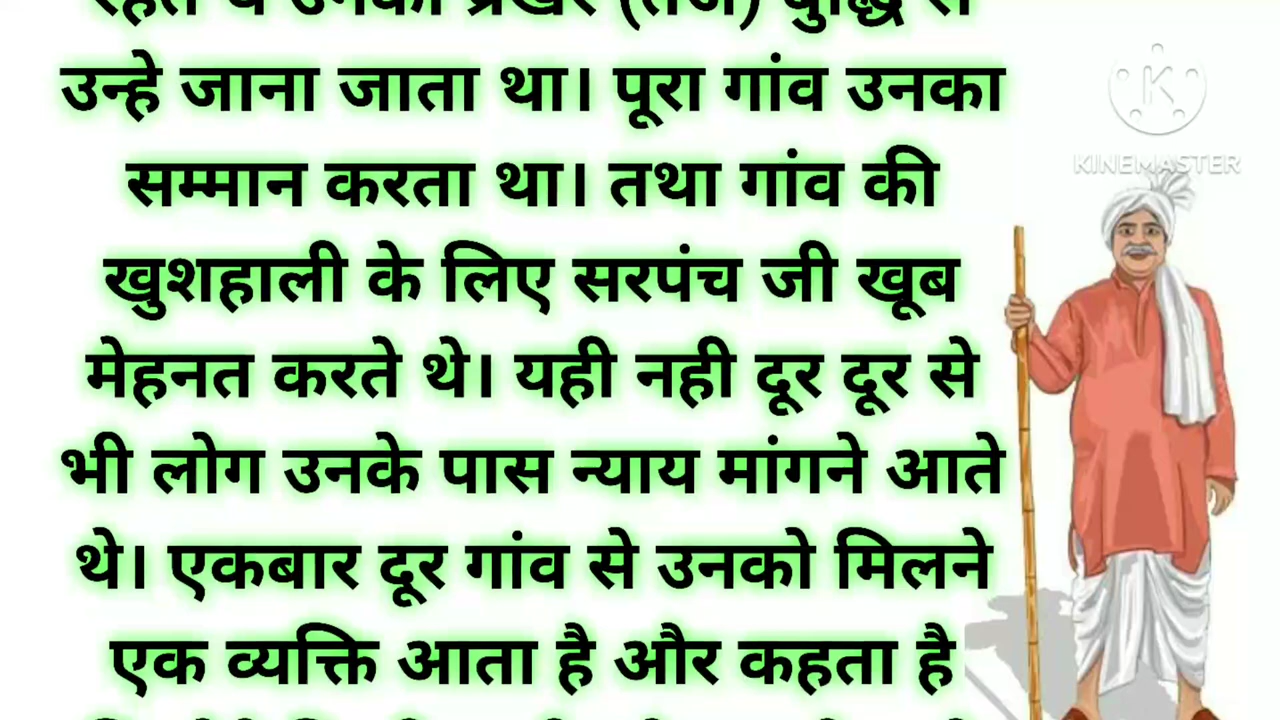 उन्हे जाना जाता था। पूरा गांव उनका
सम्मान करता था। तथा गांव की
खुशहाली के लिए सरपंच जी खूब
मेहनत करते थे। यही नही दूर दूर से
भी लोग उनके पास न्याय मांगने आते
थे। एकबार दूर गांव से उनको मिलने
एक व्यक्ति आता है और कहता है
K
KINEMASTER